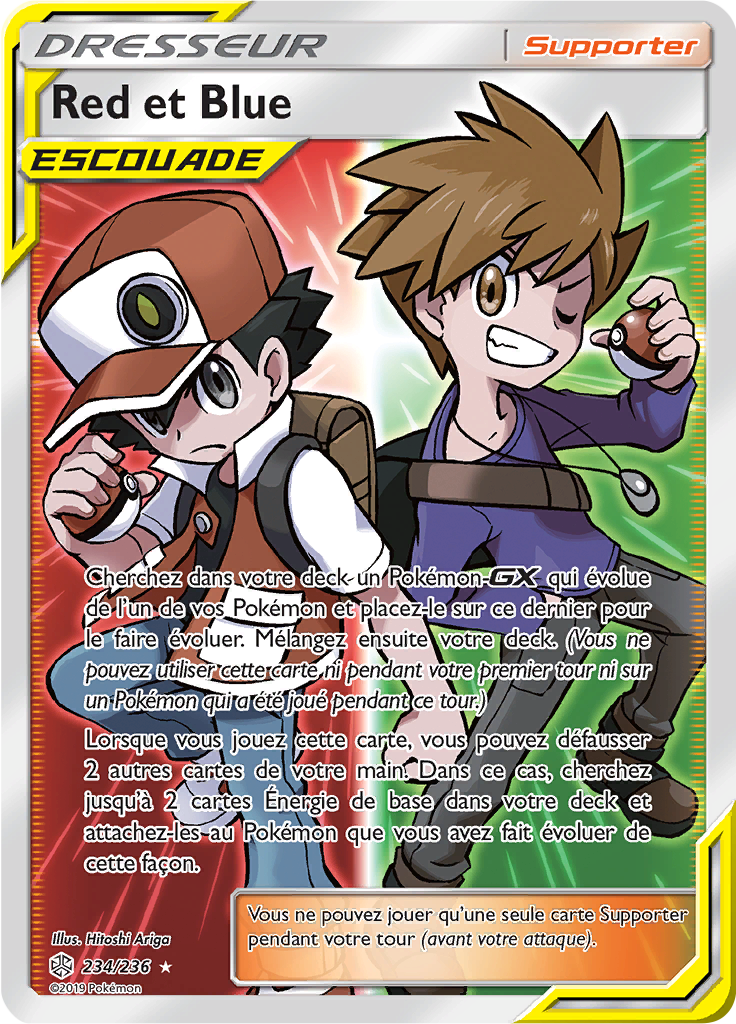 DRESSEUR
Supporter
Red et Blue
ESCOUADE
Cherchez dans votre deck un Pokémon-GX qui évolue
de l'un de vos Pokémon et placez-le sur ce dernier pour
le faire évoluer. Mélangez ensuite votre deck. (Vous ne
pouvez utiliser cette carte ni pendant votre premier tour ni sur
un Pokémon qui a été joué pendant ce tour.)
Lorsque vous jouez cette carte, vous pouvez défausser
2 autres cartes de votre main. Dans ce cas, cherchez
jusqu'à 2 cartes Énergie de base dans votre deck et
attachez-les au Pokémon que vous avez fait évoluer de
cette façon.
Vous ne pouvez jouer qu'une seule carte Supporter
pendant votre tour (avant votre attaque).
Illus. Hitoshi Ariga
234/236
©2019 Pokémon